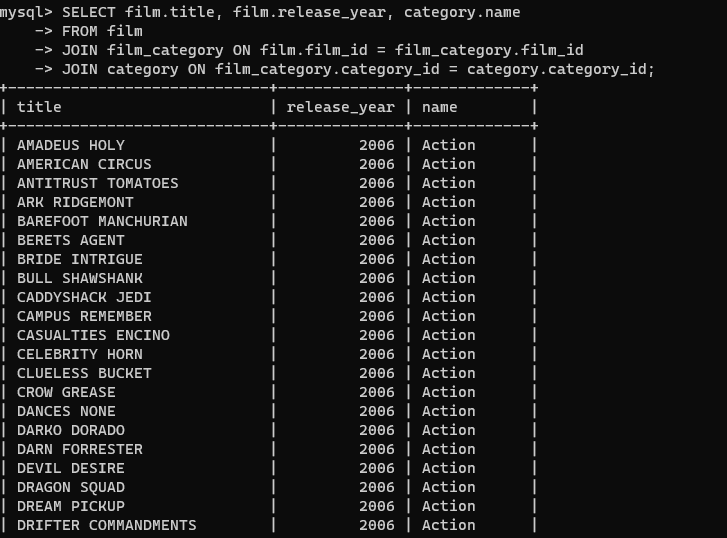 mysql> SELECT film.title, film.release_year, category.name
    -> FROM film
    -> JOIN film_category ON film.film_id = film_category.film_id
    -> JOIN category ON film_category.category_id = category.category_id;
+-----------------------------+--------------+-------------+
| title                       | release_year | name        |
+-----------------------------+--------------+-------------+
| AMADEUS HOLY                |         2006 | Action      |
| AMERICAN CIRCUS             |         2006 | Action      |
| ANTITRUST TOMATOES          |         2006 | Action      |
| ARK RIDGEMONT               |         2006 | Action      |
| BAREFOOT MANCHURIAN         |         2006 | Action      |
| BERETS AGENT                |         2006 | Action      |
| BRIDE INTRIGUE              |         2006 | Action      |
| BULL SHAWSHANK              |         2006 | Action      |
| CADDYSHACK JEDI             |         2006 | Action      |
| CAMPUS REMEMBER             |         2006 | Action      |
| CASUALTIES ENCINO           |         2006 | Action      |
| CELEBRITY HORN              |         2006 | Action      |
| CLUELESS BUCKET             |         2006 | Action      |
| CROW GREASE                 |         2006 | Action      |
| DANCES NONE                 |         2006 | Action      |
| DARKO DORADO                |         2006 | Action      |
| DARN FORRESTER              |         2006 | Action      |
| DEVIL DESIRE                |         2006 | Action      |
| DRAGON SQUAD                |         2006 | Action      |
| DREAM PICKUP                |         2006 | Action      |
| DRIFTER COMMANDMENTS        |         2006 | Action      |